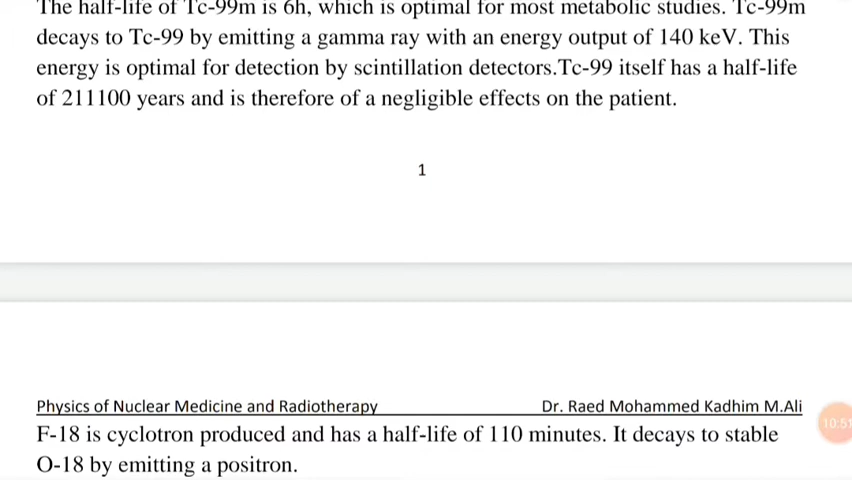 The half-life of Tc-99m is 6h, which is optimal for most metabolic studies. Tc-99m
decays to Tc-99 by emitting a gamma ray with an energy output of 140 keV. This
energy is optimal for detection by scintillation detectors.Tc-99 itself has a half-life
of 211100 years and is therefore of a negligible effects on the patient.
1
Physics of Nuclear Medicine and Radiotherapy Dr. Raed Mohammed Kadhim M.Ali
F-18 is cyclotron produced and has a half-life of 110 minutes. It decays to stable
O-18 by emitting a positron.